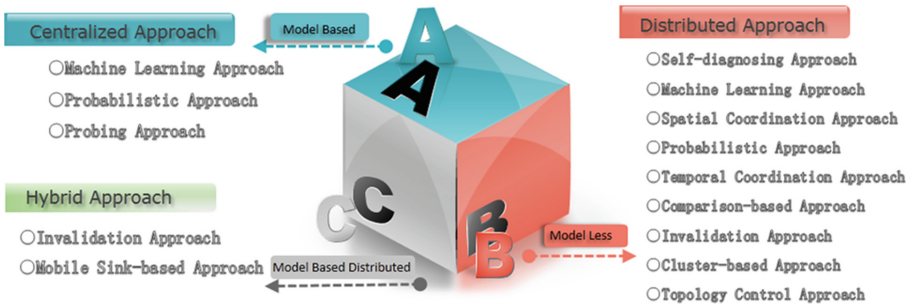 Centralized Approach
○Machine Learning Approach
○Probabilistic Approach
○Probing Approach
Hybrid Approach
○Invalidation Approach
○Mobile Sink-based Approach
Model Based
A
A
C
C
B
B
Model Based Distributed
Model Less
Distributed Approach
○Self-diagnosing Approach
○Machine Learning Approach
○Spatial Coordination Approach
○Probabilistic Approach
○Temporal Coordination Approach
○Comparison-based Approach
○Invalidation Approach
○Cluster-based Approach
○Topology Control Approach